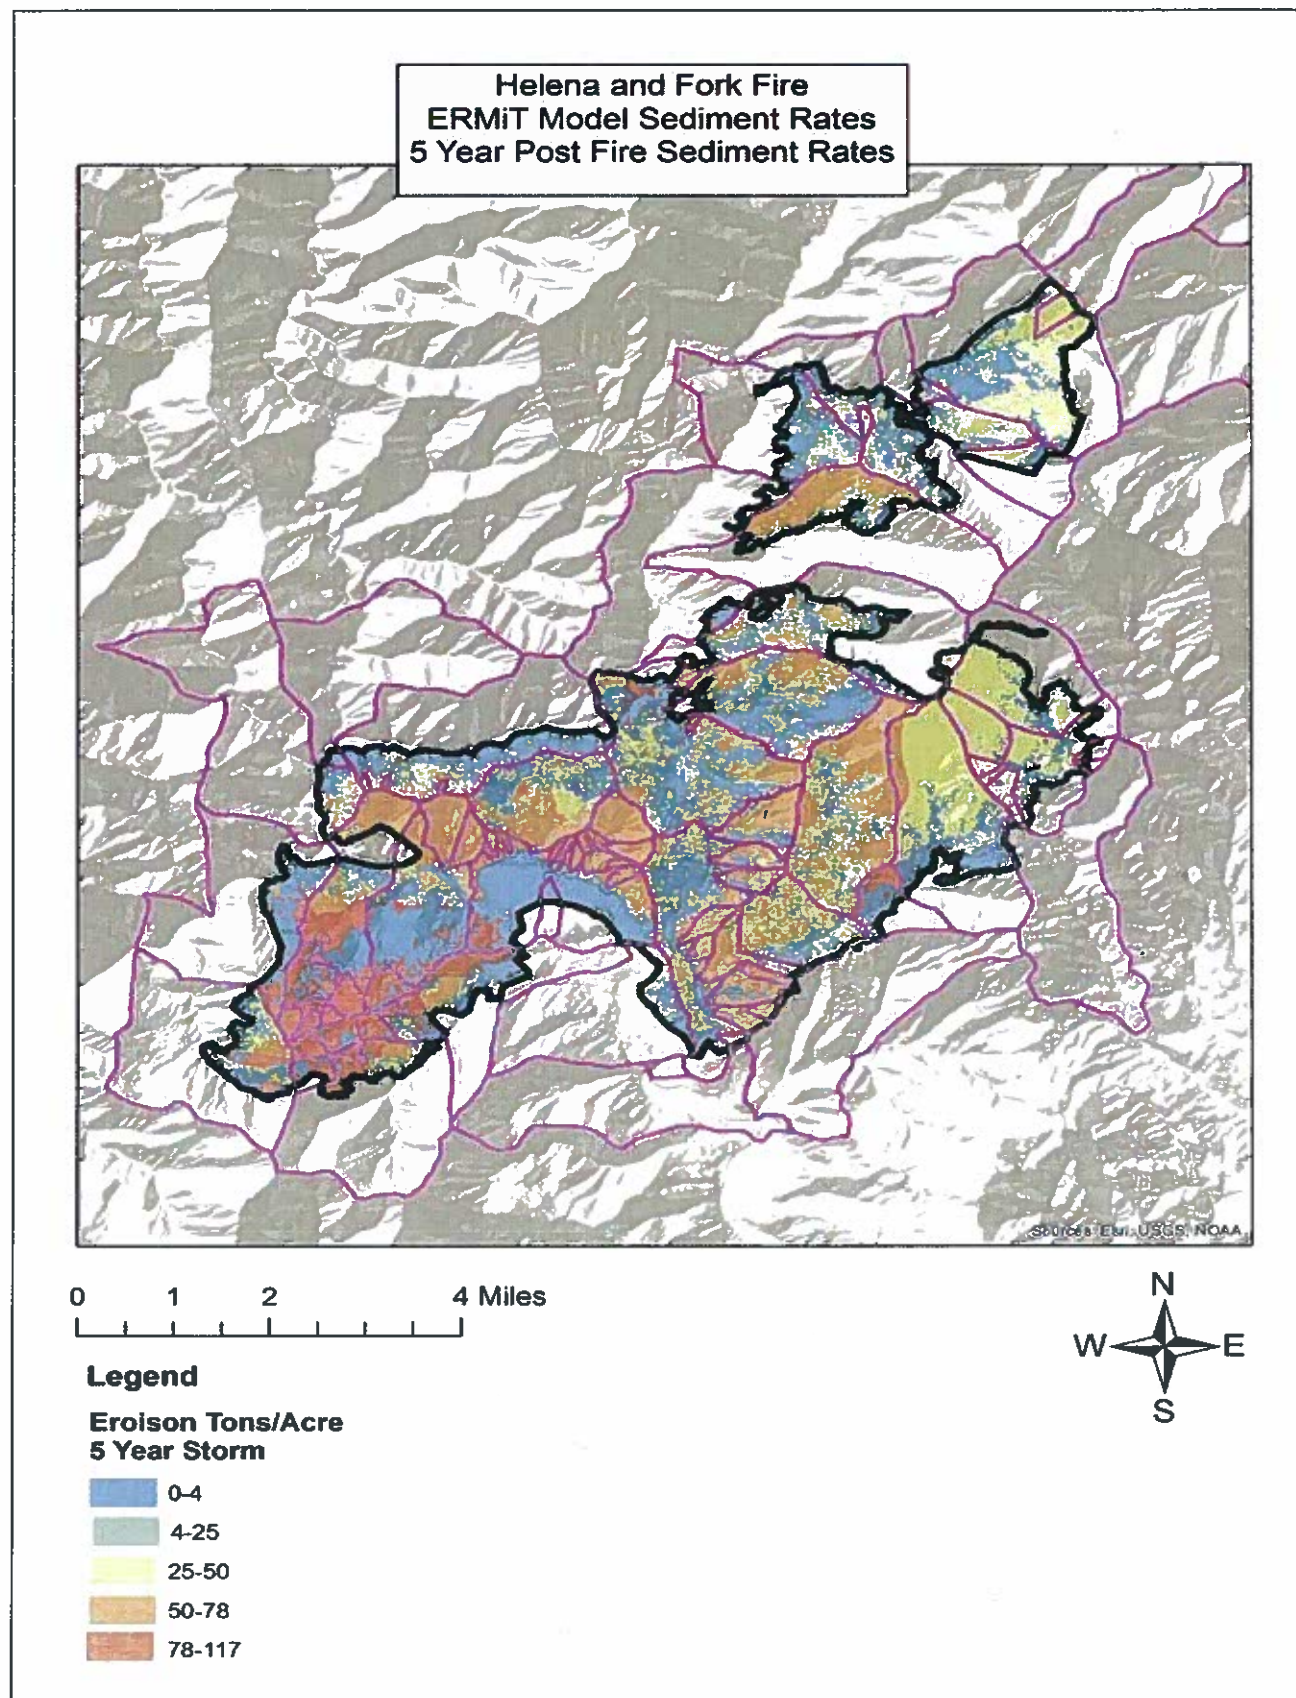 Helena and Fork Fire
ERMiT Model Sediment Rates
5 Year Post Fire Sediment Rates
Sources: Esri, USGS, NOAA
0 1 2 4 Miles
N
W E
S
Legend
Eroison Tons/Acre
5 Year Storm
0-4
4-25
25-50
50-78
78-117